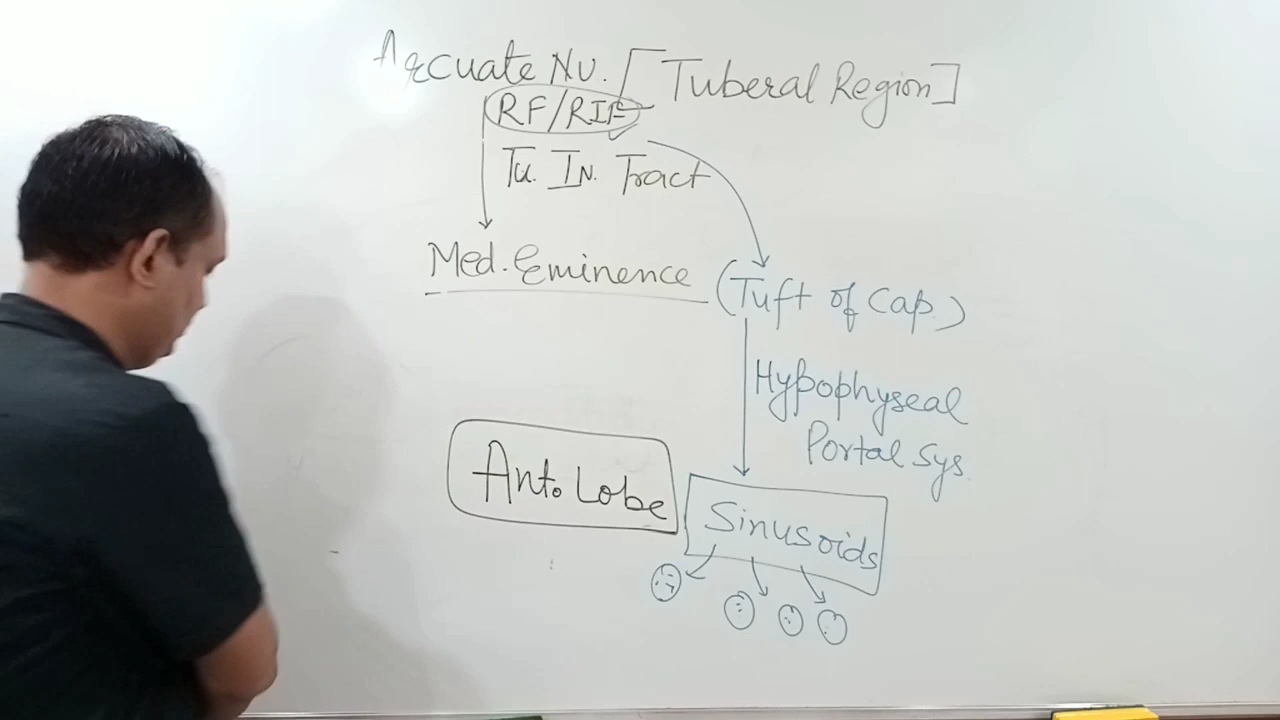 Arcuate Nu. [Tuberal Region]
RF/RIF
Tu. In. Tract
Med. Eminence (Tuft of Cap.)
Hypophyseal
Portal Sys.
Ant. Lobe
Sinusoids